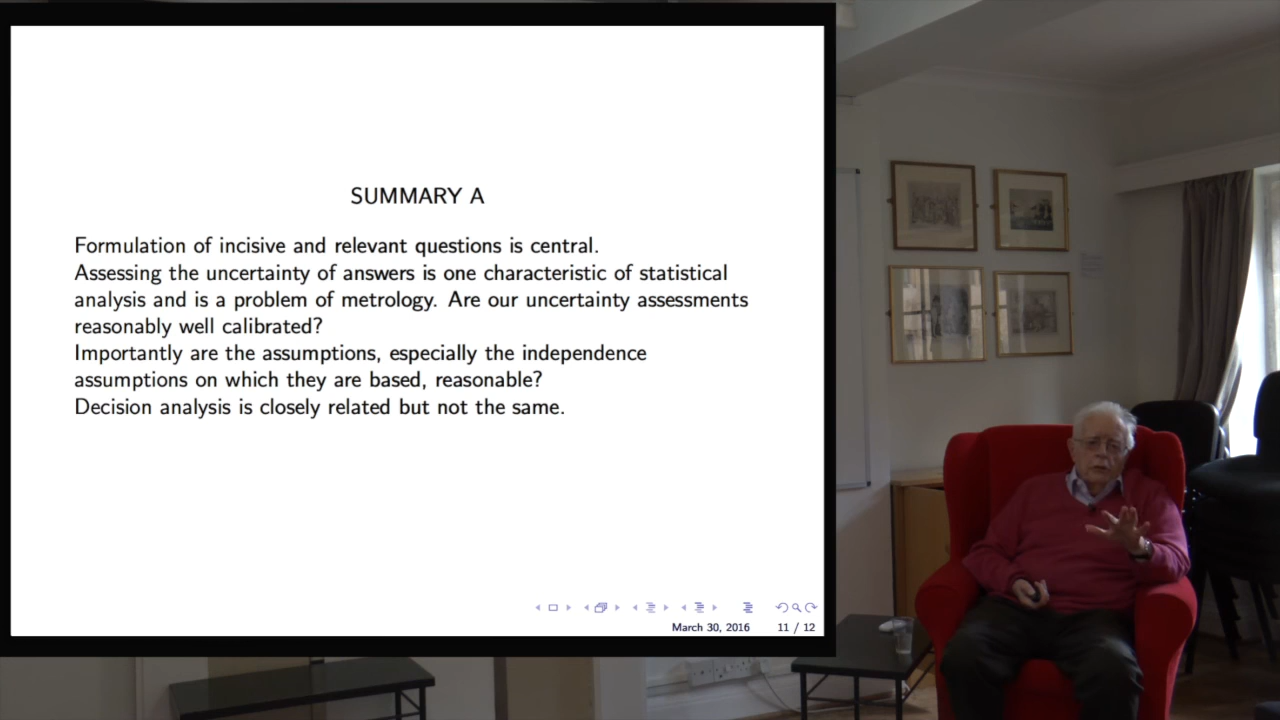 SUMMARY A
Formulation of incisive and relevant questions is central.
Assessing the uncertainty of answers is one characteristic of statistical
analysis and is a problem of metrology. Are our uncertainty assessments
reasonably well calibrated?
Importantly are the assumptions, especially the independence
assumptions on which they are based, reasonable?
Decision analysis is closely related but not the same.
March 30, 2016 11 / 12